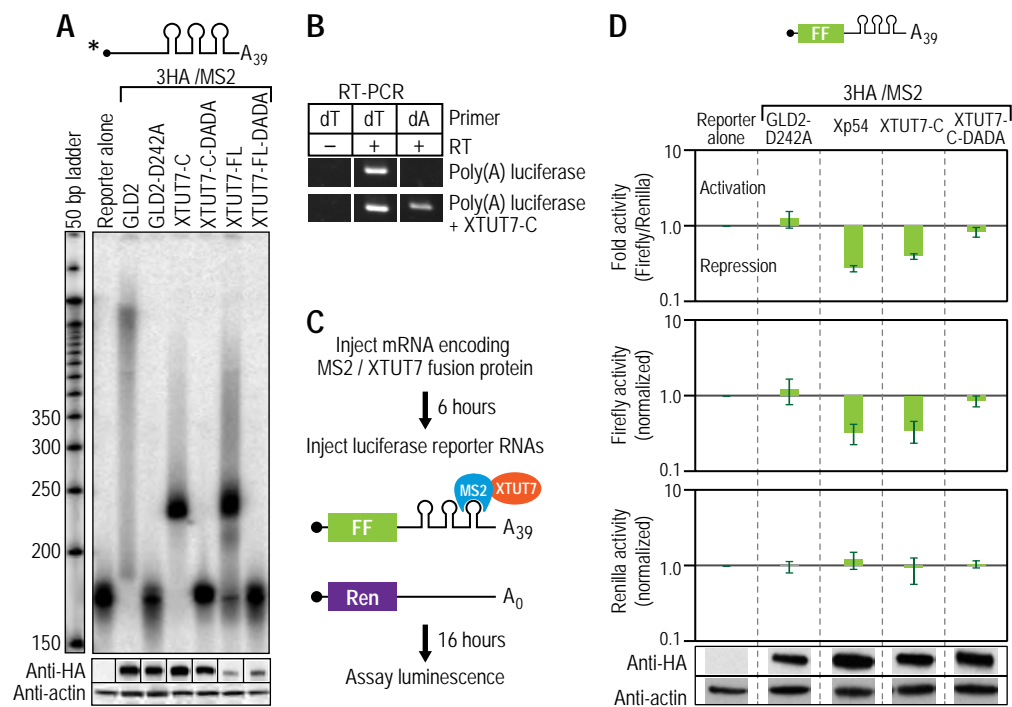 A
*
A39
3HA /MS2
50 bp ladder
Reporter alone
GLD2
GLD2-D242A
XTUT7-C
XTUT7-C-DADA
XTUT7-FL
XTUT7-FL-DADA
350
300
250
200
150
Anti-HA
Anti-actin
B
RT-PCR
dT dT dA Primer
– + + RT
Poly(A) luciferase
Poly(A) luciferase
+ XTUT7-C
C
Inject mRNA encoding
MS2 / XTUT7 fusion protein
6 hours
Inject luciferase reporter RNAs
MS2 XTUT7
FF A39
Ren A0
16 hours
Assay luminescence
D
FF A39
3HA /MS2
Reporter
alone
GLD2-
D242A
Xp54
XTUT7-C
XTUT7-
C-DADA
Fold activity
(Firefly/Renilla)
10
Activation
1.0
Repression
0.1
Firefly activity
(normalized)
10
1.0
0.1
Renilla activity
(normalized)
10
1.0
0.1
Anti-HA
Anti-actin